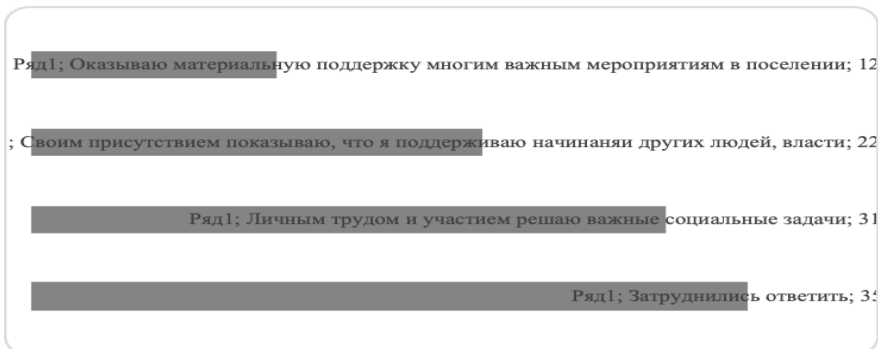 Ряд1; Оказываю материальную поддержку многим важным мероприятиям в поселении; 12
; Своим присутствием показываю, что я поддерживаю начинаняи других людей, власти; 22
Ряд1; Личным трудом и участием решаю важные социальные задачи; 31
Ряд1; Затруднились ответить; 35